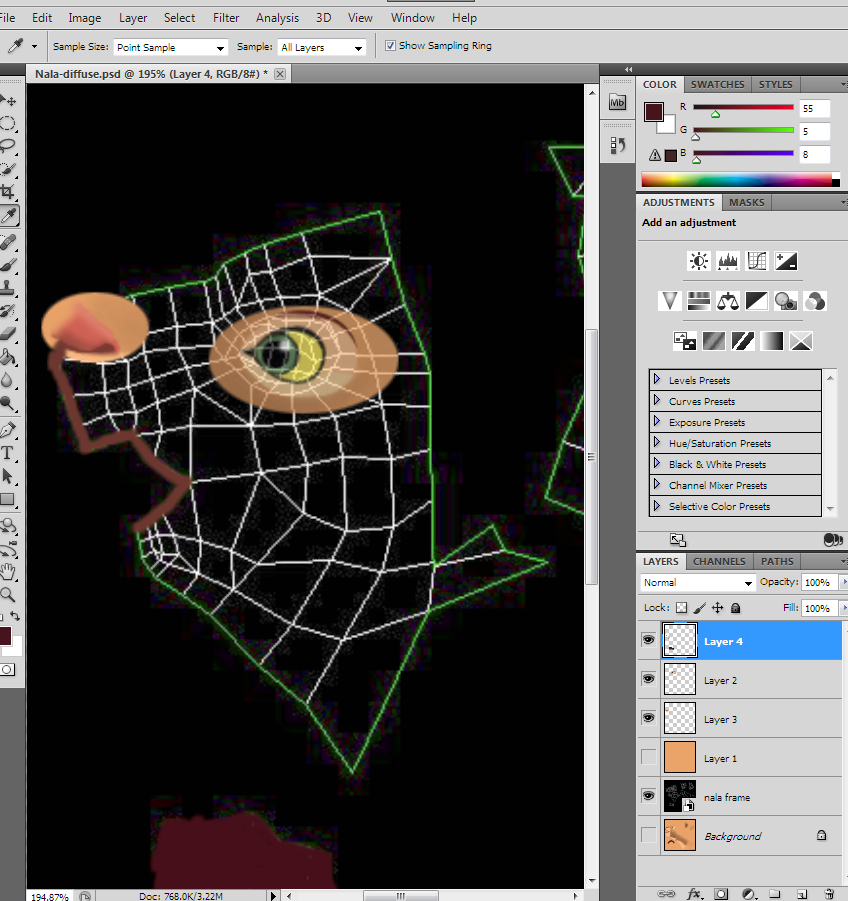 File Edit Image Layer Select Filter Analysis 3D View Window Help
Sample Size: Point Sample Sample: All Layers Show Sampling Ring
Nala-diffuse.psd @ 195% (Layer 4, RGB/8#) *
COLOR SWATCHES STYLES
Mb
R 55
G 5
B 8
ADJUSTMENTS MASKS
Add an adjustment
Levels Presets
Curves Presets
Exposure Presets
Hue/Saturation Presets
Black & White Presets
Channel Mixer Presets
Selective Color Presets
LAYERS CHANNELS PATHS
Normal Opacity: 100%
Lock: Fill: 100%
Layer 4
Layer 2
Layer 3
Layer 1
nala frame
Background
194.87% Doc: 768.0K/3.22M